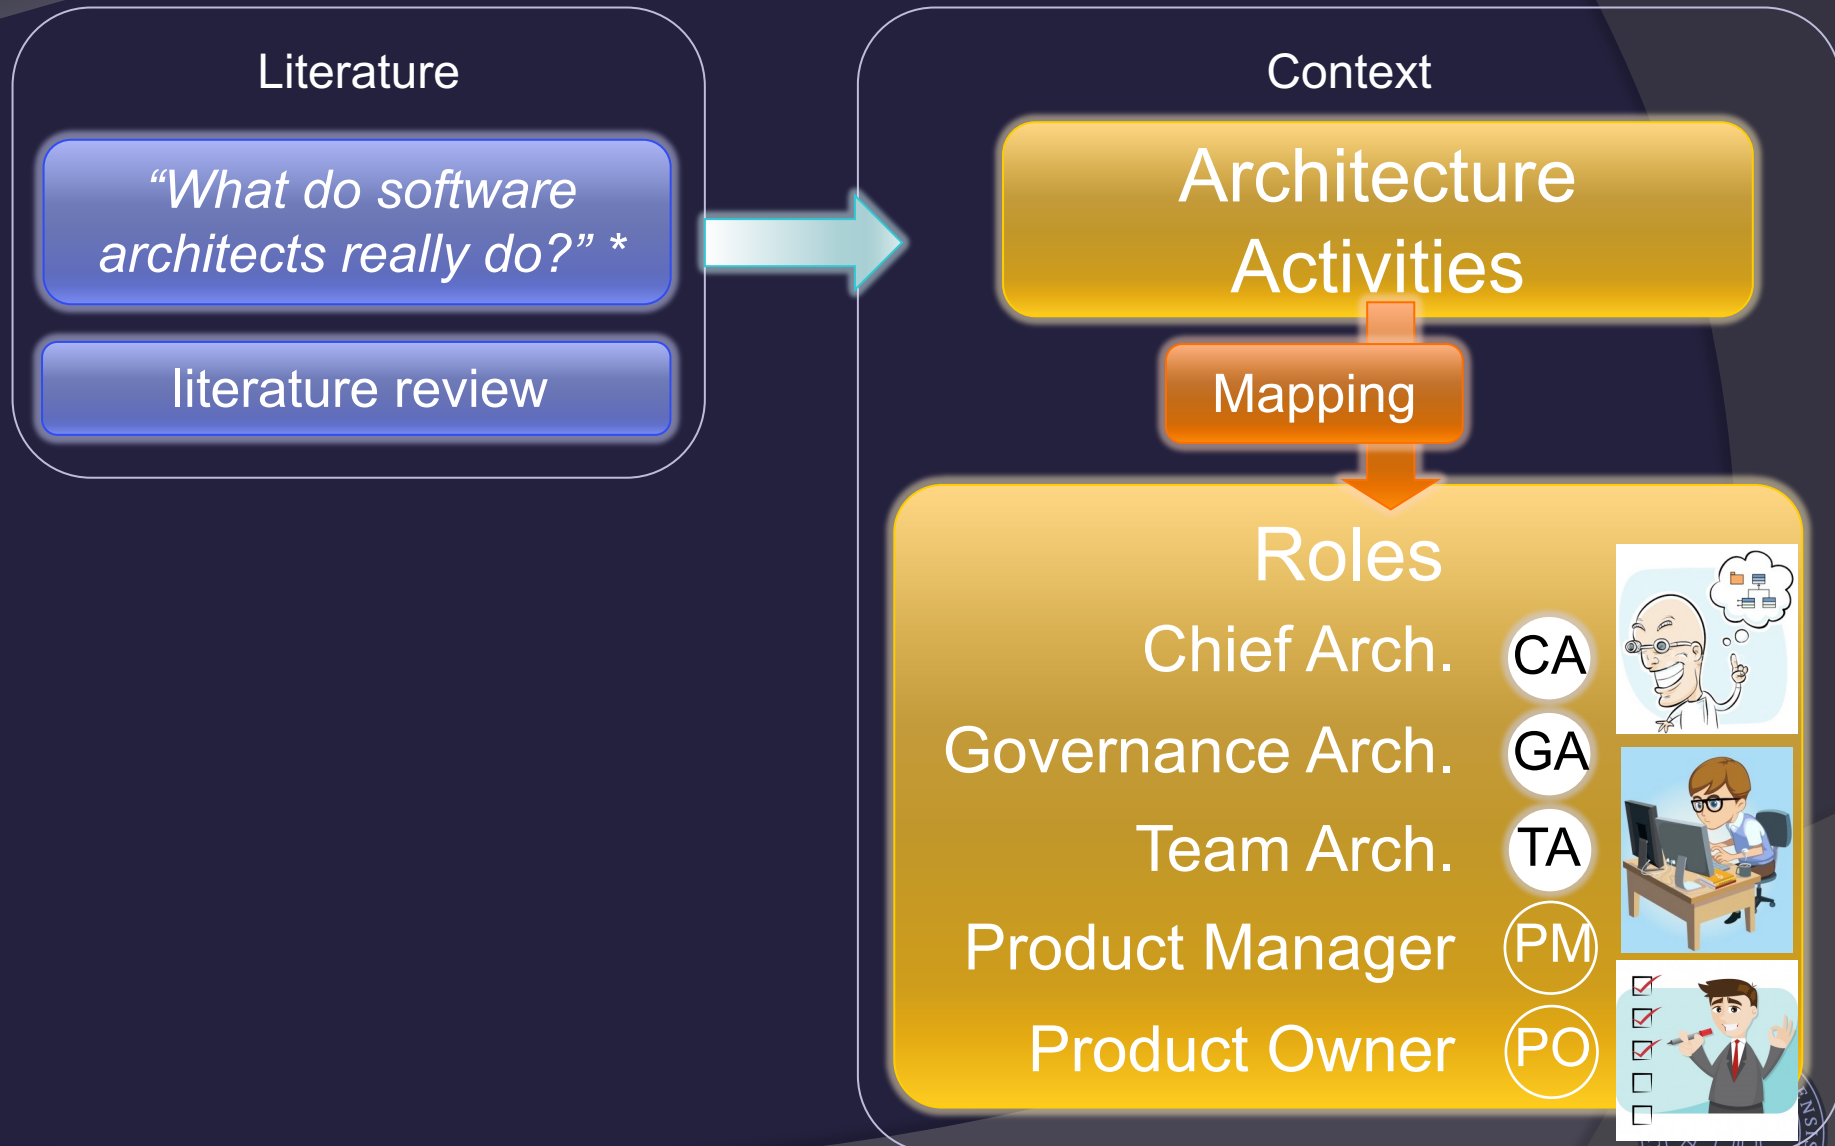 Literature
“What do software
architects really do?” *
literature review
Context
Architecture
Activities
Mapping
Roles
Chief Arch. CA
Governance Arch. GA
Team Arch. TA
Product Manager PM
Product Owner PO